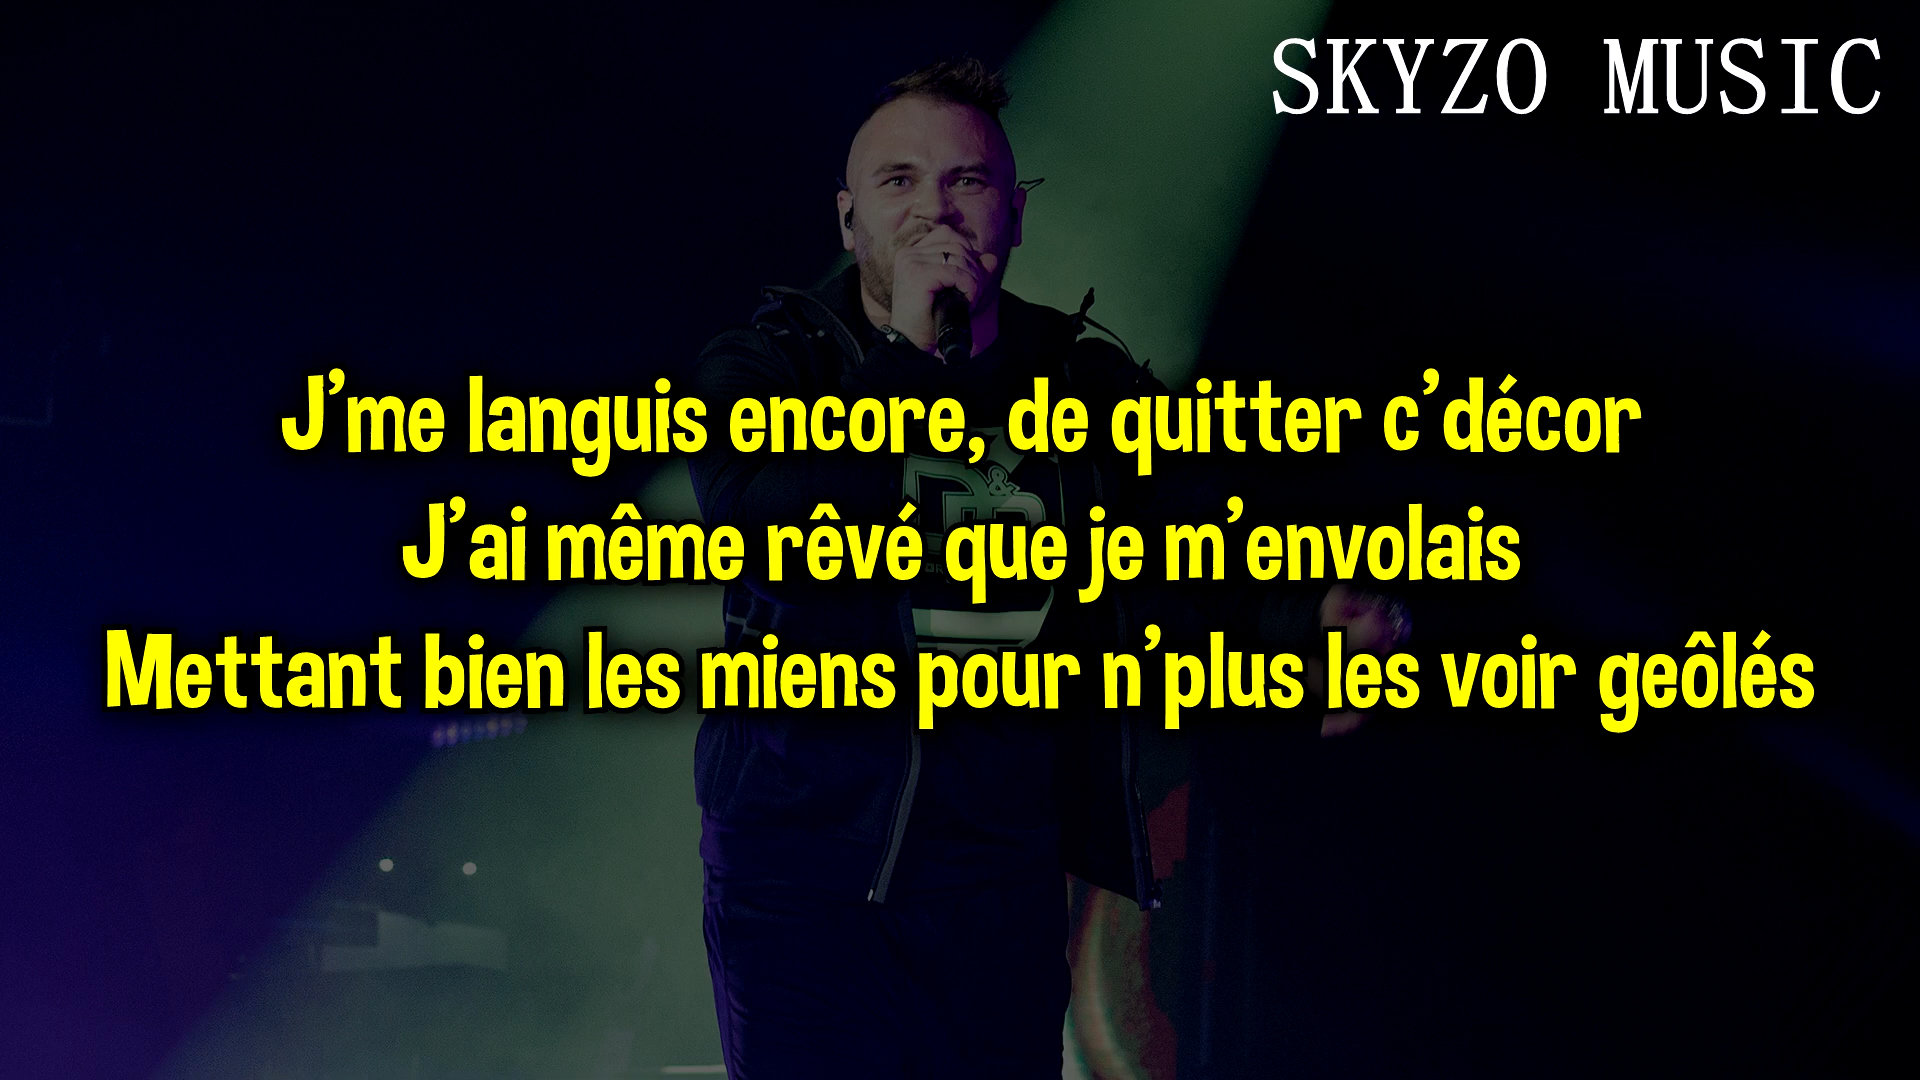 SKYZO MUSIC
J’me languis encore, de quitter c’décor
J’ai même rêvé que je m’envolais
Mettant bien les miens pour n’plus les voir geôlés